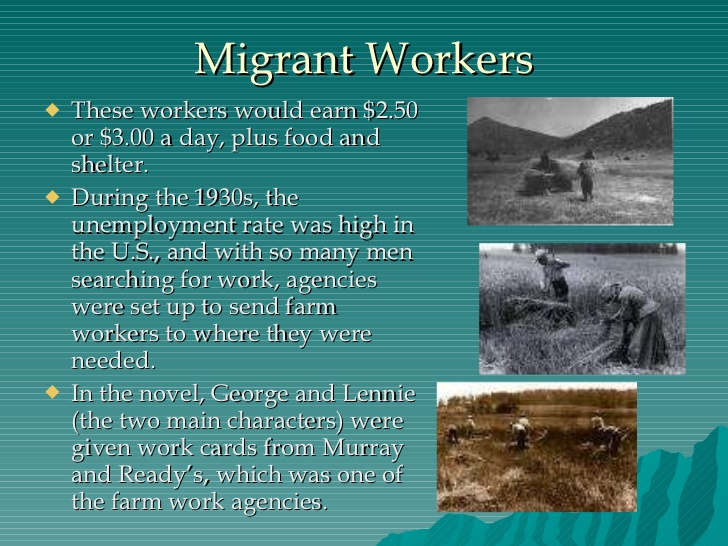 Migrant Workers
These workers would earn $2.50
or $3.00 a day, plus food and
shelter.
During the 1930s, the
unemployment rate was high in
the U.S., and with so many men
searching for work, agencies
were set up to send farm
workers to where they were
needed.
In the novel, George and Lennie
(the two main characters) were
given work cards from Murray
and Ready’s, which was one of
the farm work agencies.